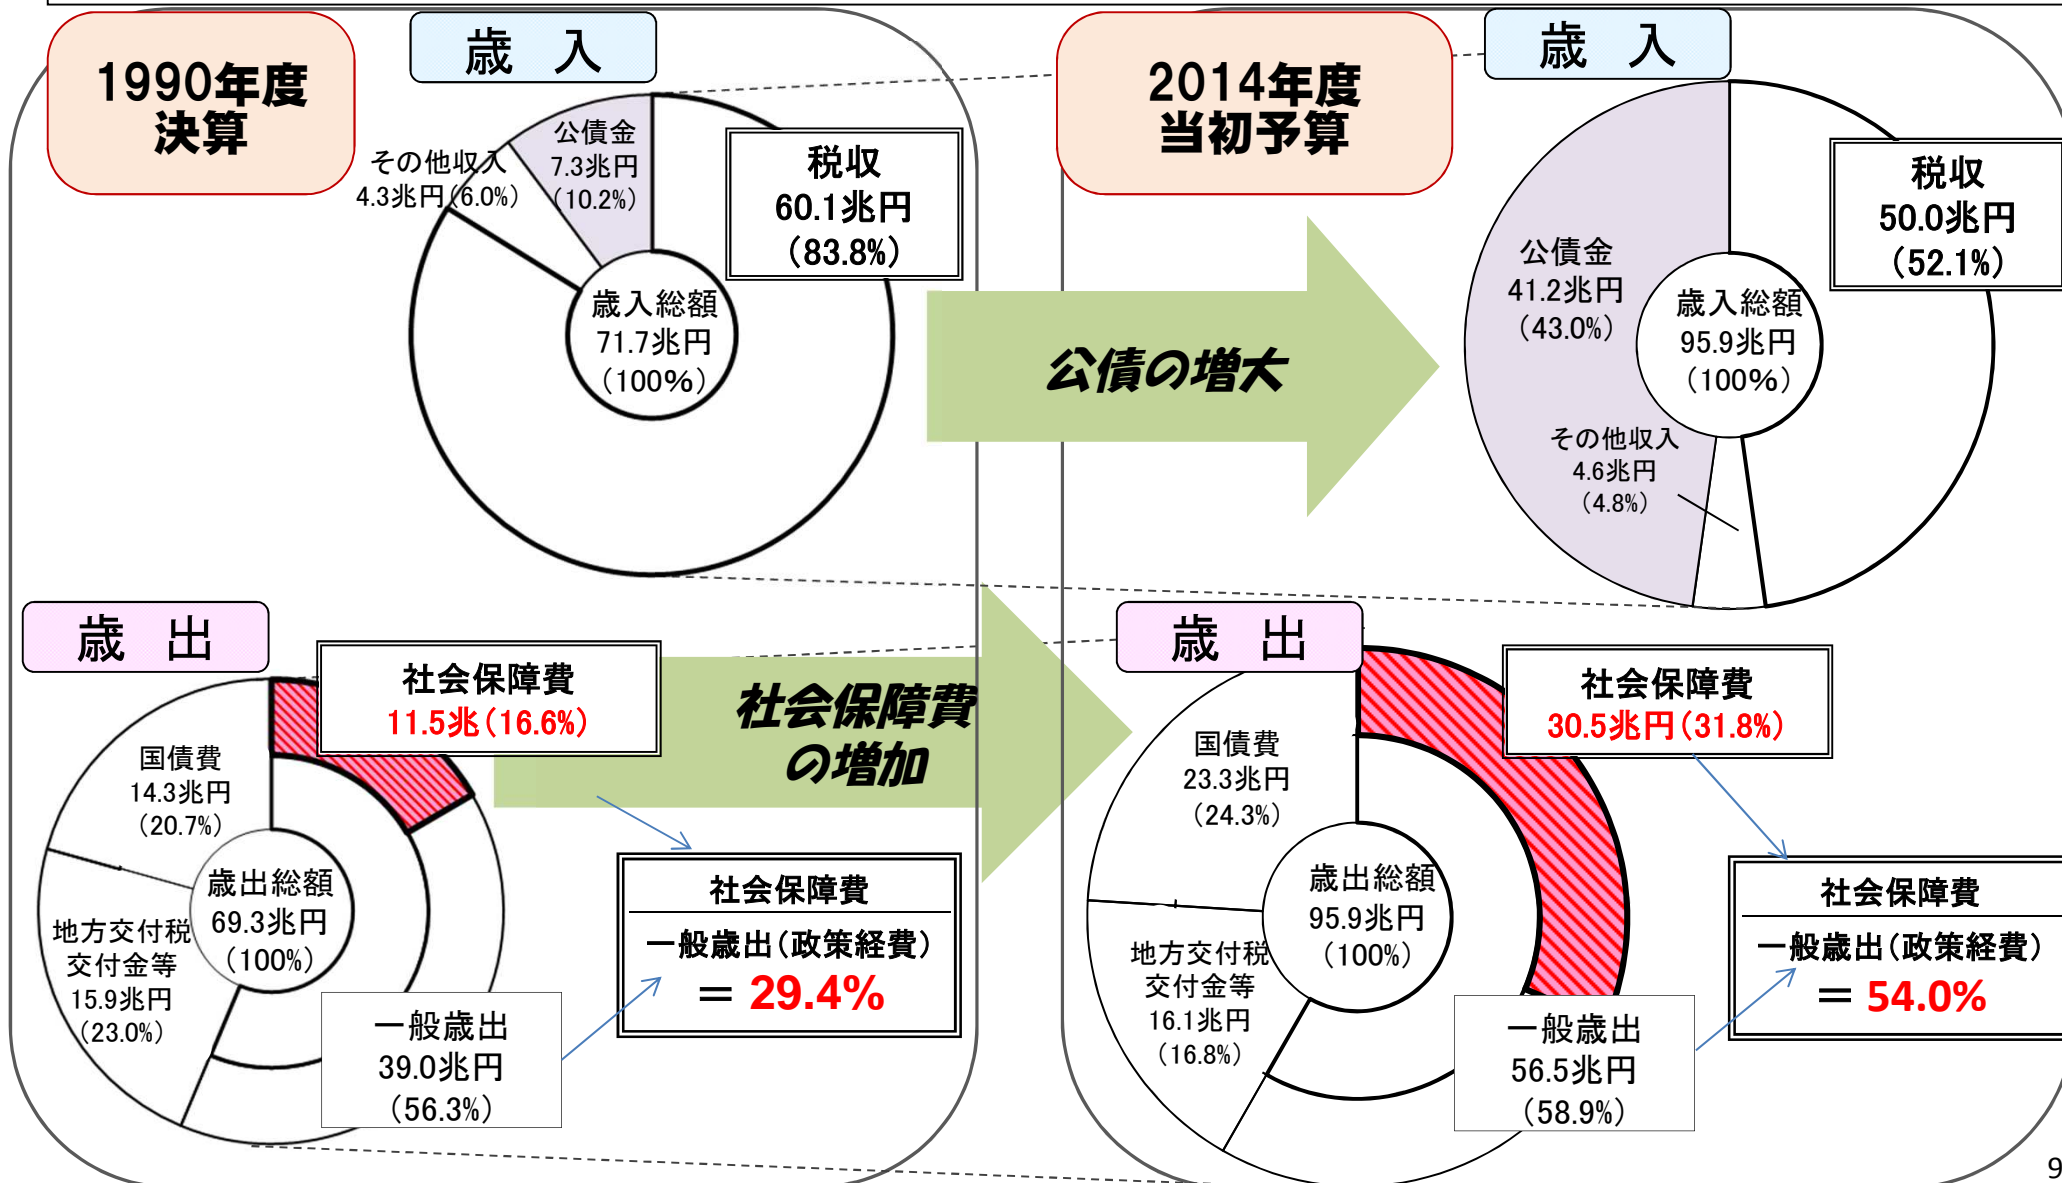 1990年度
決算
歳　入
公債金
7.3兆円
(10.2%)
その他収入
4.3兆円(6.0%)
税収
60.1兆円
(83.8%)
歳入総額
71.7兆円
(100%)
2014年度
当初予算
歳　入
税収
50.0兆円
(52.1%)
公債金
41.2兆円
(43.0%)
歳入総額
95.9兆円
(100%)
その他収入
4.6兆円
(4.8%)
公債の増大
歳　出
社会保障費
11.5兆(16.6%)
国債費
14.3兆円
(20.7%)
歳出総額
69.3兆円
(100%)
地方交付税
交付金等
15.9兆円
(23.0%)
一般歳出
39.0兆円
(56.3%)
社会保障費
一般歳出(政策経費)
= 29.4%
社会保障費
の増加
歳　出
社会保障費
30.5兆円(31.8%)
国債費
23.3兆円
(24.3%)
歳出総額
95.9兆円
(100%)
地方交付税
交付金等
16.1兆円
(16.8%)
一般歳出
56.5兆円
(58.9%)
社会保障費
一般歳出(政策経費)
= 54.0%
9